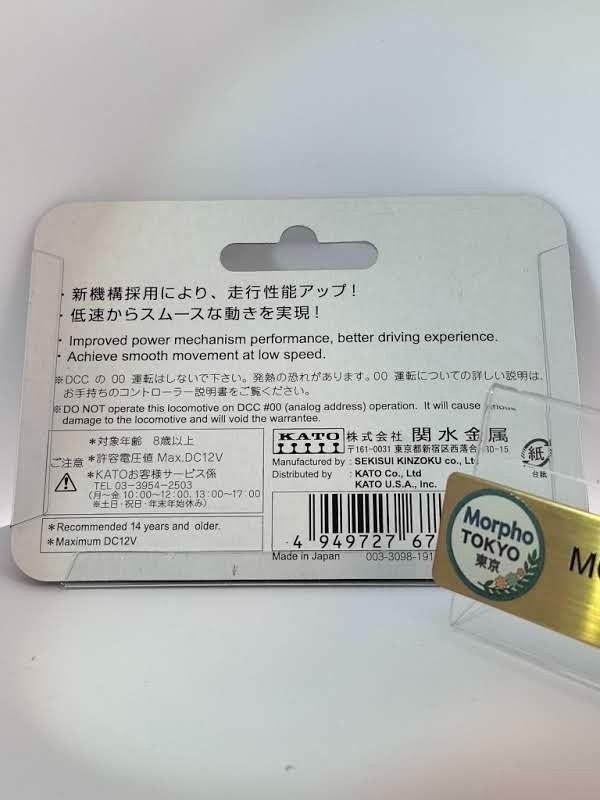 ・新機構採用により、走行性能アップ！
・低速からスムースな動きを実現！
・Improved power mechanism performance, better driving experience.
・Achieve smooth movement at low speed.
※DCC の 00 運転はしないで下さい。発熱の恐れがあります。00 運転についての詳しい説明は、
お手持ちのコントローラー説明書をご覧ください。
※DO NOT operate this locomotive on DCC #00 (analog address) operation. It will cause
damage to the locomotive and will void the warrantee.
ご注意
＊対象年齢 8歳以上
＊許容電圧値 Max.DC12V
＊KATOお客様サービス係
TEL 03-3954-2503
（月～金 10:00～12:00, 13:00～17:00
※土日・祝日・年末年始休み）
＊Recommended 14 years and older.
＊Maximum DC12V
KATO 株式会社 関水金属
〒161-0031 東京都新宿区西落合
Manufactured by : SEKISUI KINZOKU co., Ltd
Distributed by : KATO Co., Ltd
KATO U.S.A., Inc.
紙
台紙
4 949727 67
Made in Japan 003-3098-191
Morpho
TOKYO
東京